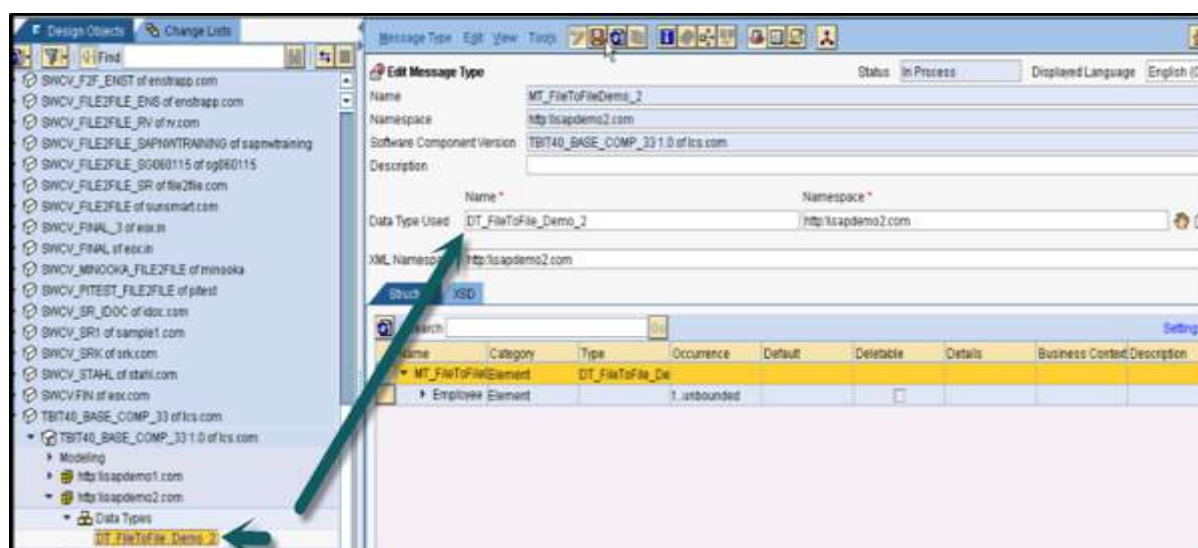 Design Objects Change Lists
Find
SWCV_F2F_ENST of enstrapp.com
SWCV_FILE2FILE_ENS of enstrapp.com
SWCV_FILE2FILE_RV of rv.com
SWCV_FILE2FILE_SAPNWTRAINING of sapnwtraining
SWCV_FILE2FILE_SG060115 of sg060115
SWCV_FILE2FILE_SR of file2file.com
SWCV_FILE2FILE of sunsmart.com
SWCV_FINAL_3 of eox.in
SWCV_FINAL of eox.in
SWCV_MINOOKA_FILE2FILE of minooka
SWCV_PITEST_FILE2FILE of pitest
SWCV_SR_IDOC of idoc.com
SWCV_SR1 of sample1.com
SWCV_SRK of srk.com
SWCV_STAHL of stahl.com
SWCV:FIN of eox.com
TBIT40_BASE_COMP_33 of lcs.com
TBIT40_BASE_COMP_33 1.0 of lcs.com
Modeling
http:\\sapdemo1.com
http:\\sapdemo2.com
Data Types
DT_FileToFile_Demo_2
Message Type Edit View Tools
Edit Message Type Status In Process Displayed Language English
Name MT_FileToFileDemo_2
Namespace http:\\sapdemo2.com
Software Component Version TBIT40_BASE_COMP_33 1.0 of lcs.com
Description
Name * Namespace *
Data Type Used DT_FileToFile_Demo_2 http:\\sapdemo2.com
XML Namespace http:\\sapdemo2.com
XSD
Go Setting
Name Category Type Occurrence Default Deletable Details Business Context Description
MT_FileToFile Element DT_FileToFile_De
Employee Element 1..unbounded